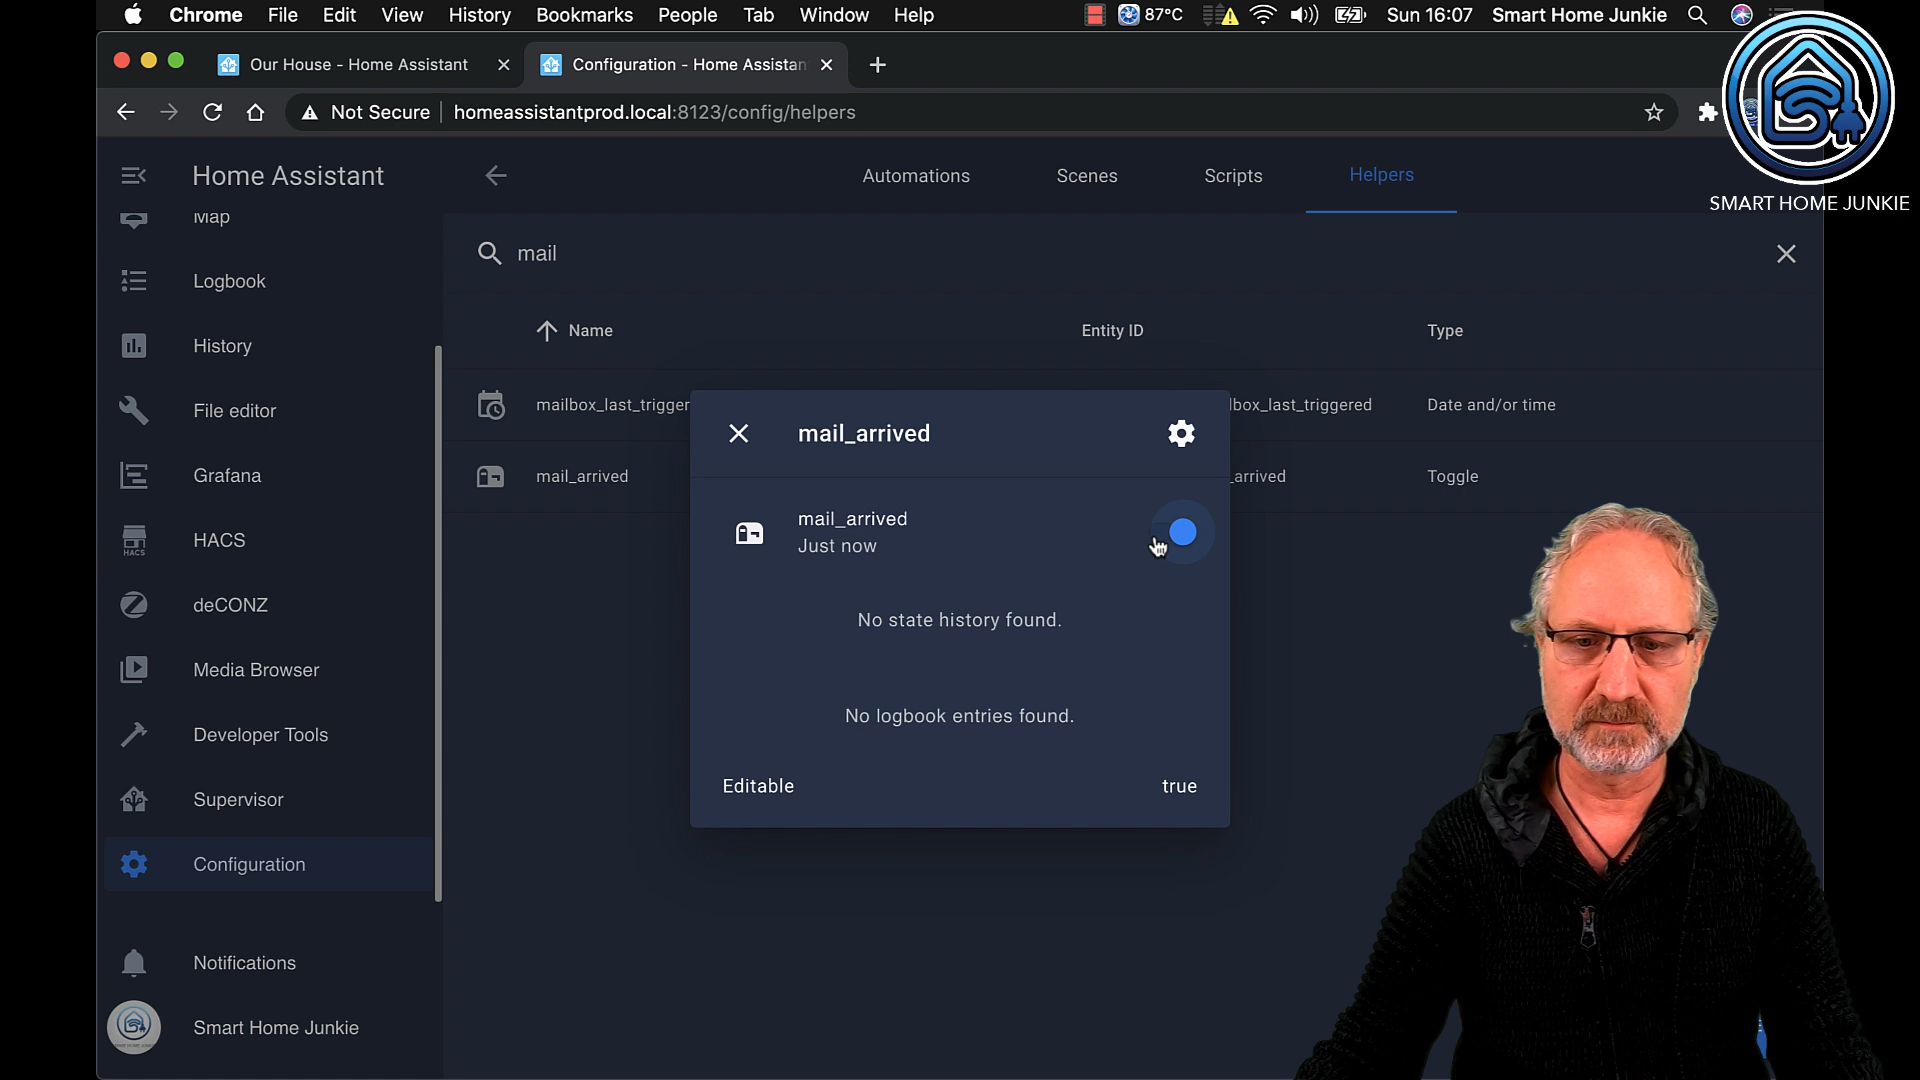 Chrome File Edit View History Bookmarks People Tab Window Help 87°C Sun 16:07 Smart Home Junkie
Our House - Home Assistant
Configuration - Home Assistan
Not Secure homeassistantprod.local:8123/config/helpers
SMART HOME JUNKIE
Home Assistant
Automations Scenes Scripts Helpers
Map
Logbook
History
File editor
Grafana
HACS
deCONZ
Media Browser
Developer Tools
Supervisor
Configuration
Notifications
Smart Home Junkie
mail
Name Entity ID Type
mailbox_last_trigger lbox_last_triggered Date and/or time
mail_arrived _arrived Toggle
mail_arrived
mail_arrived
Just now
No state history found.
No logbook entries found.
Editable true